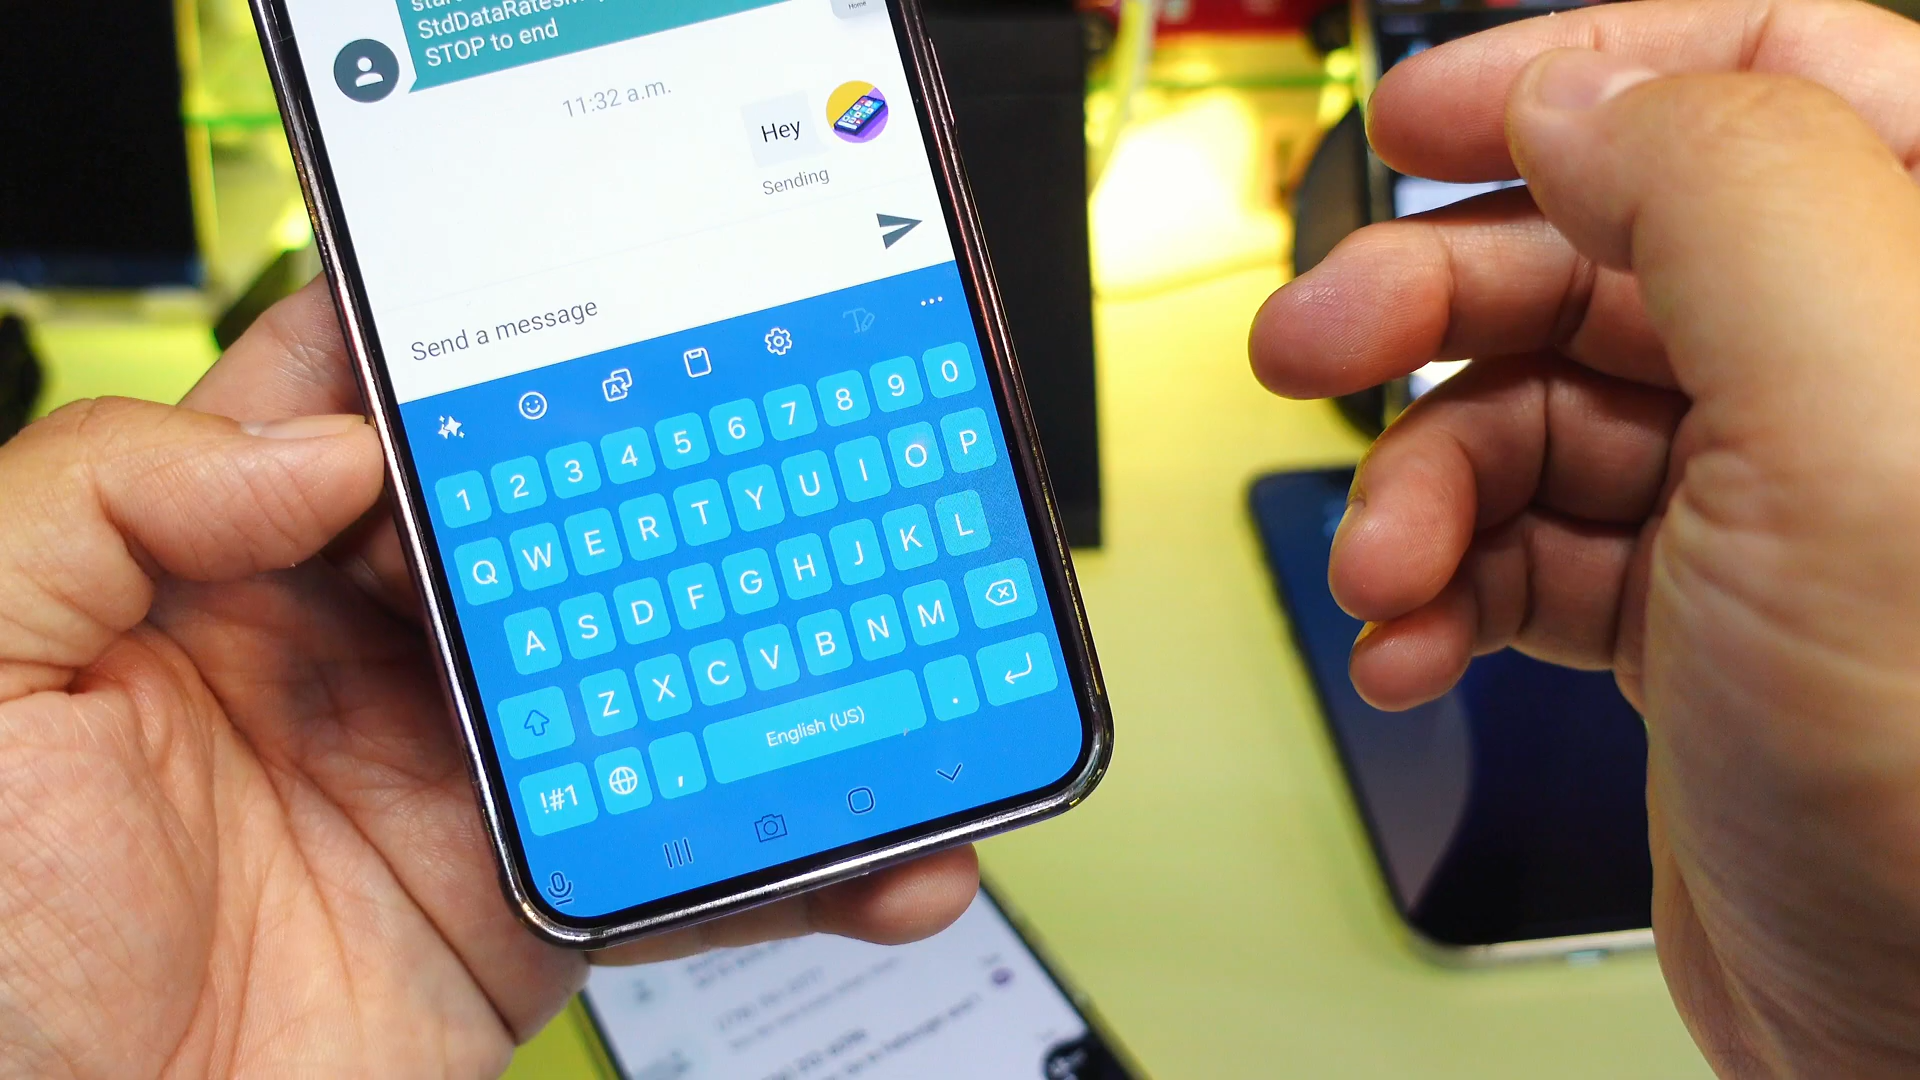 StdDataRates
STOP to end
Home
11:32 a.m.
Hey
Sending
Send a message
1 2 3 4 5 6 7 8 9 0
Q W E R T Y U I O P
A S D F G H J K L
Z X C V B N M
!#1 , English (US) .